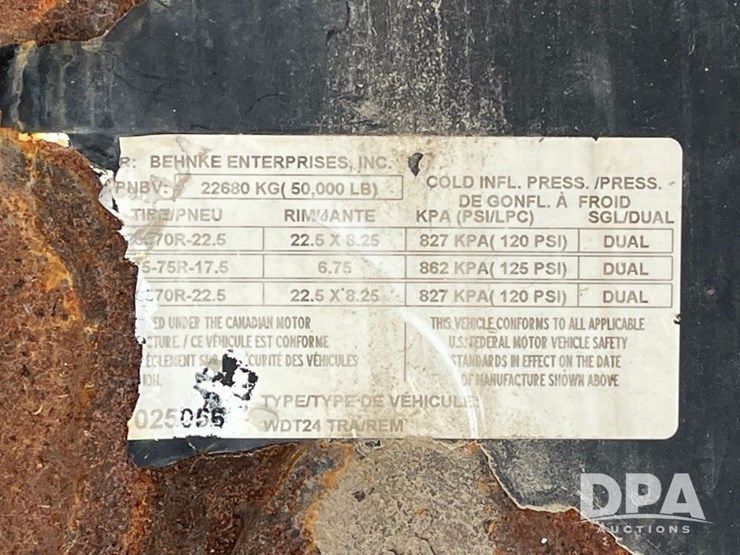 BEHNKE ENTERPRISES, INC.
22680 KG( 50,000 LB)
COLD INFL. PRESS. /PRESS.
DE GONFL. À FROID
TIRE/PNEU RIM/JANTE KPA (PSI/LPC) SGL/DUAL
22.5 X 8.25 827 KPA( 120 PSI) DUAL
5-75R-17.5 6.75 862 KPA( 125 PSI) DUAL
22.5 X 8.25 827 KPA( 120 PSI) DUAL
UNDER THE CANADIAN MOTOR
/ CE VÉHICULE EST CONFORME
SÉCURITÉ DES VÉHICULES
THIS VEHICLE CONFORMS TO ALL APPLICABLE
U.S. FEDERAL MOTOR VEHICLE SAFETY
STANDARDS IN EFFECT ON THE DATE
OF MANUFACTURE SHOWN ABOVE
TYPE/TYPE DE VÉHICULE
WDT24 TRA/REM
DPA
AUCTIONS